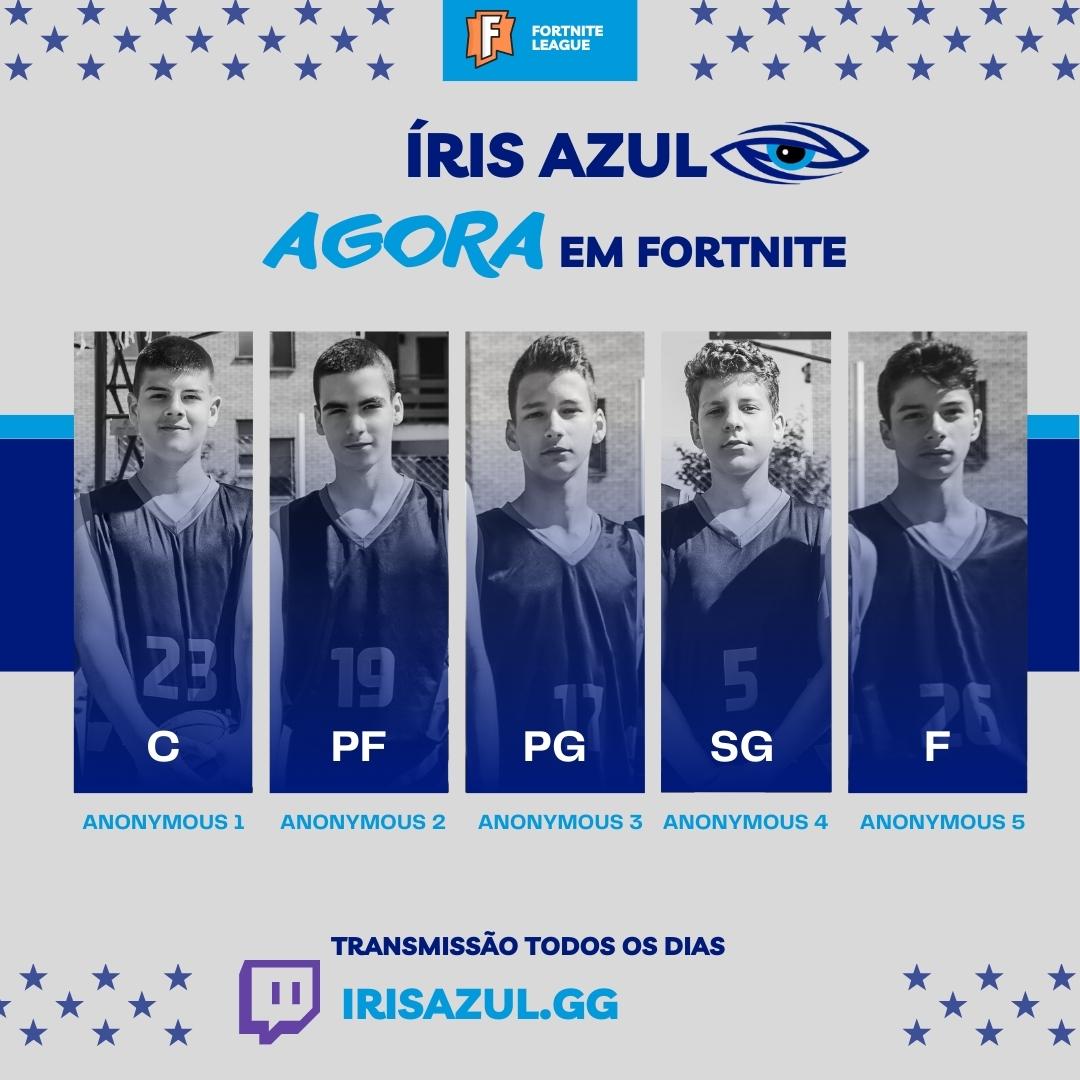 F
FORTNITE
LEAGUE
ÍRIS AZUL
AGORA EM FORTNITE
23
19
17
5
26
C
PF
PG
SG
F
ANONYMOUS 1
ANONYMOUS 2
ANONYMOUS 3
ANONYMOUS 4
ANONYMOUS 5
TRANSMISSÃO TODOS OS DIAS
IRISAZUL.GG